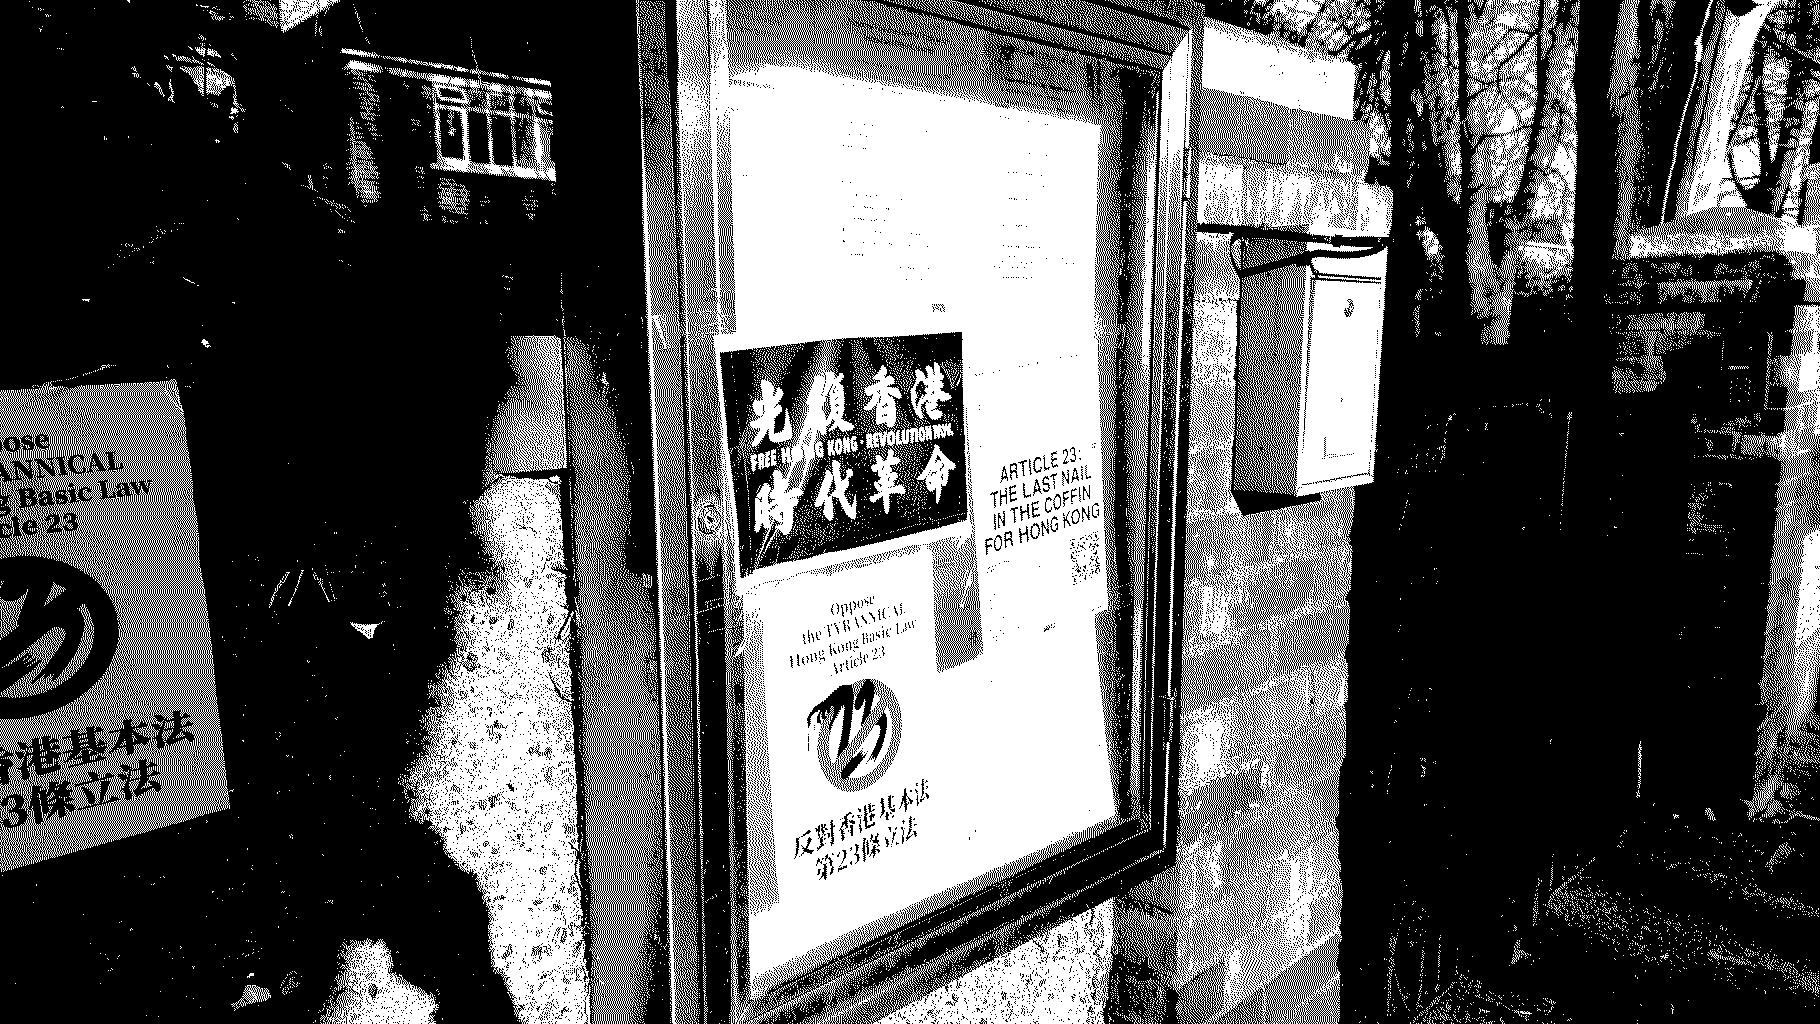 ose
ANNICAL
g Basic Law
cle 23
香港基本法
3條立法
光復香港
FREE HONG KONG · REVOLUTION NOW
時代革命
ARTICLE 23:
THE LAST NAIL
IN THE COFFIN
FOR HONG KONG
Oppose
the TYRANNICAL
Hong Kong Basic Law
Article 23
23
反對香港基本法
第23條立法